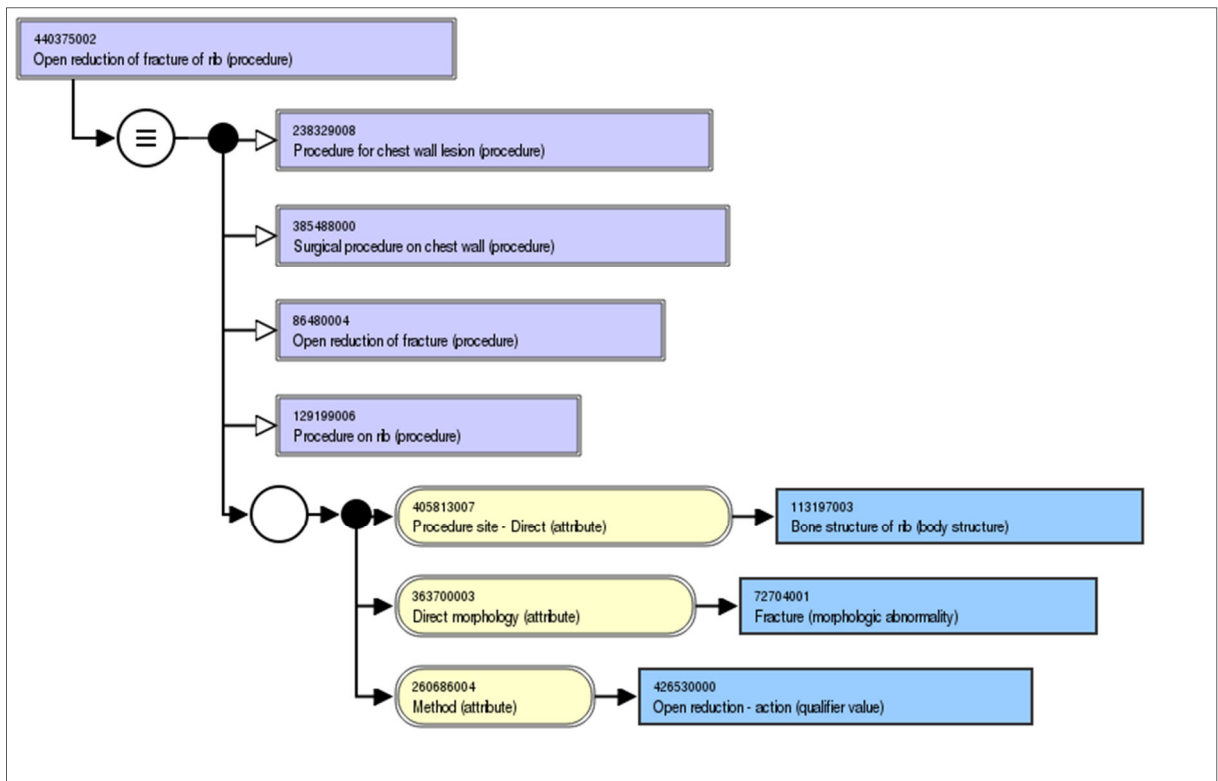 440375002
Open reduction of fracture of rib (procedure)
238329008
Procedure for chest wall lesion (procedure)
385488000
Surgical procedure on chest wall (procedure)
86480004
Open reduction of fracture (procedure)
129199006
Procedure on rib (procedure)
405813007
Procedure site - Direct (attribute)
113197003
Bone structure of rib (body structure)
363700003
Direct morphology (attribute)
72704001
Fracture (morphologic abnormality)
260686004
Method (attribute)
426530000
Open reduction - action (qualifier value)